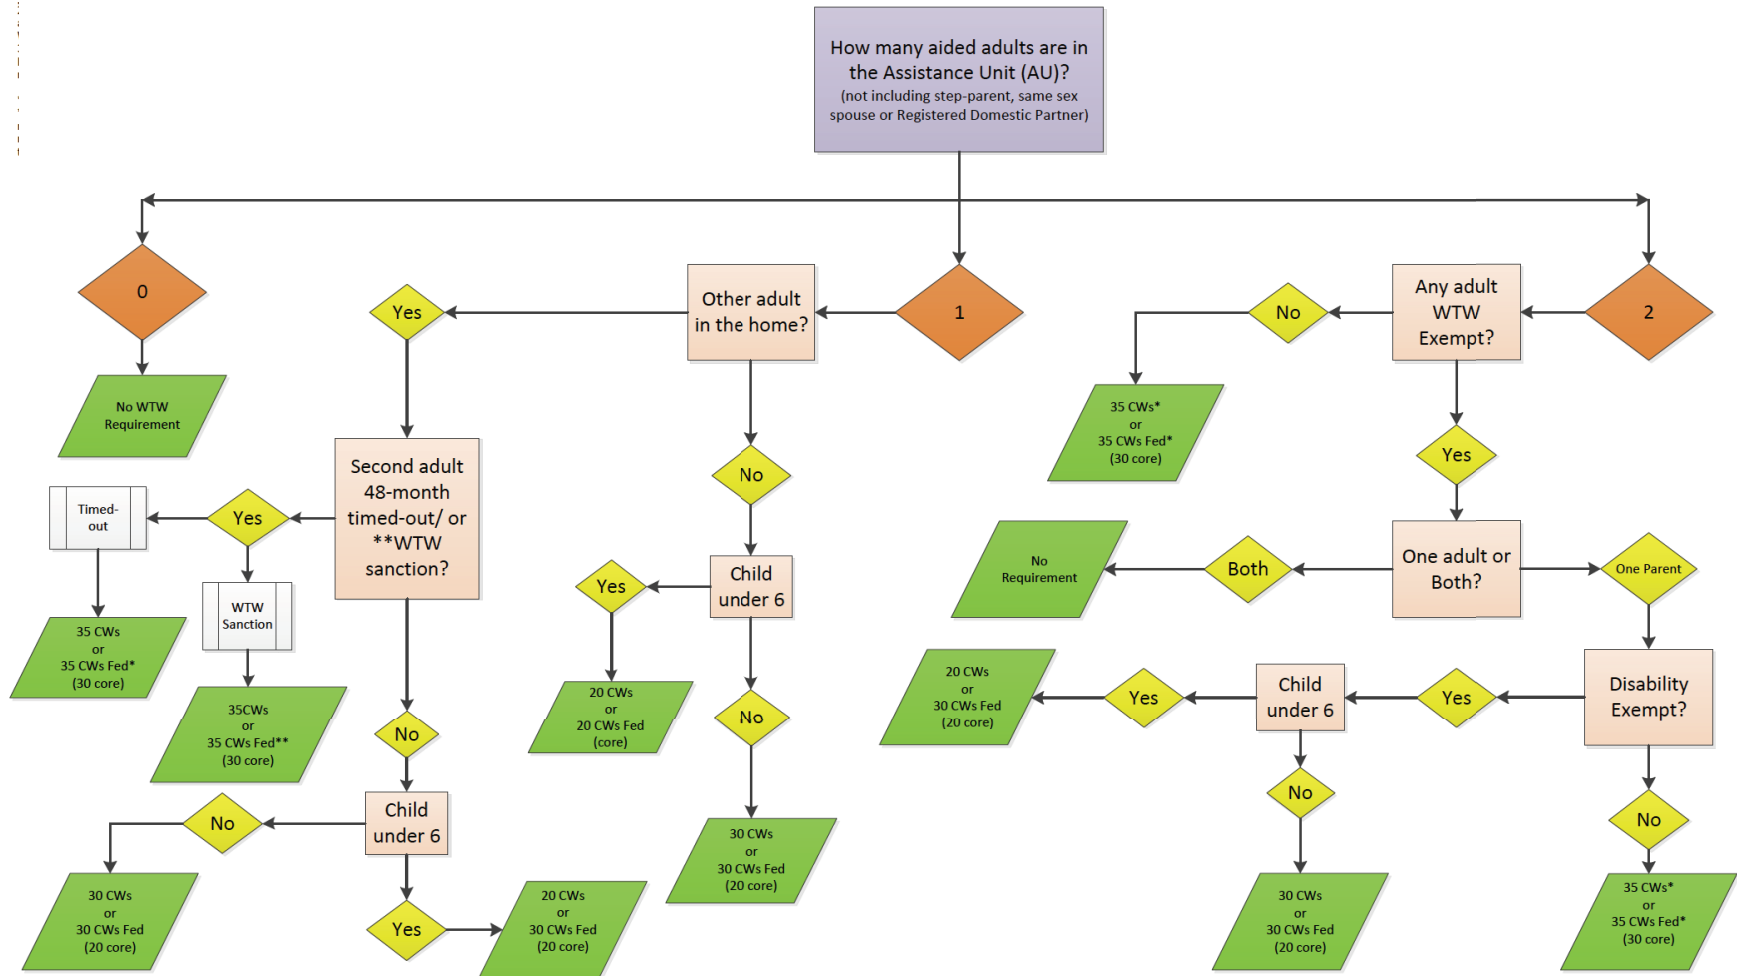 How many aided adults are in
the Assistance Unit (AU)?
(not including step-parent, same sex
spouse or Registered Domestic Partner)
0
No WTW
Requirement
1
Other adult
in the home?
Yes
Second adult
48-month
timed-out/ or
**WTW
sanction?
Yes
Timed-
out
35 CWs
or
35 CWs Fed*
(30 core)
WTW
Sanction
35CWs
or
35 CWs Fed**
(30 core)
No
Child
under 6
No
30 CWs
or
30 CWs Fed
(20 core)
Yes
20 CWs
or
30 CWs Fed
(20 core)
No
Child
under 6
Yes
20 CWs
or
20 CWs Fed
(core)
No
30 CWs
or
30 CWs Fed
(20 core)
2
Any adult
WTW
Exempt?
No
35 CWs*
or
35 CWs Fed*
(30 core)
Yes
One adult or
Both?
Both
No
Requirement
One Parent
Disability
Exempt?
Yes
Child
under 6
Yes
20 CWs
or
30 CWs Fed
(20 core)
No
30 CWs
or
30 CWs Fed
(20 core)
No
35 CWs*
or
35 CWs Fed*
(30 core)